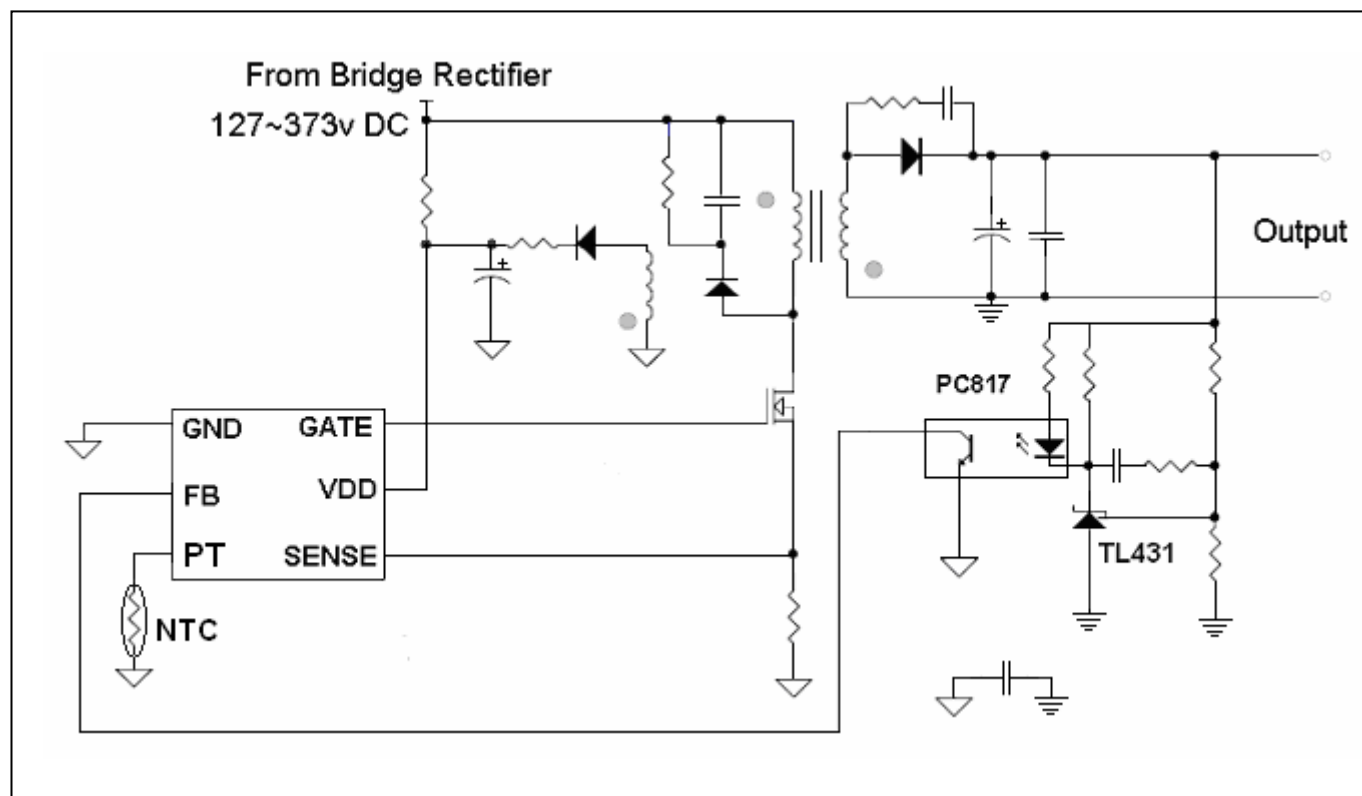 From Bridge Rectifier
127~373v DC
+
+
Output
PC817
GND
GATE
FB
VDD
PT
SENSE
TL431
NTC